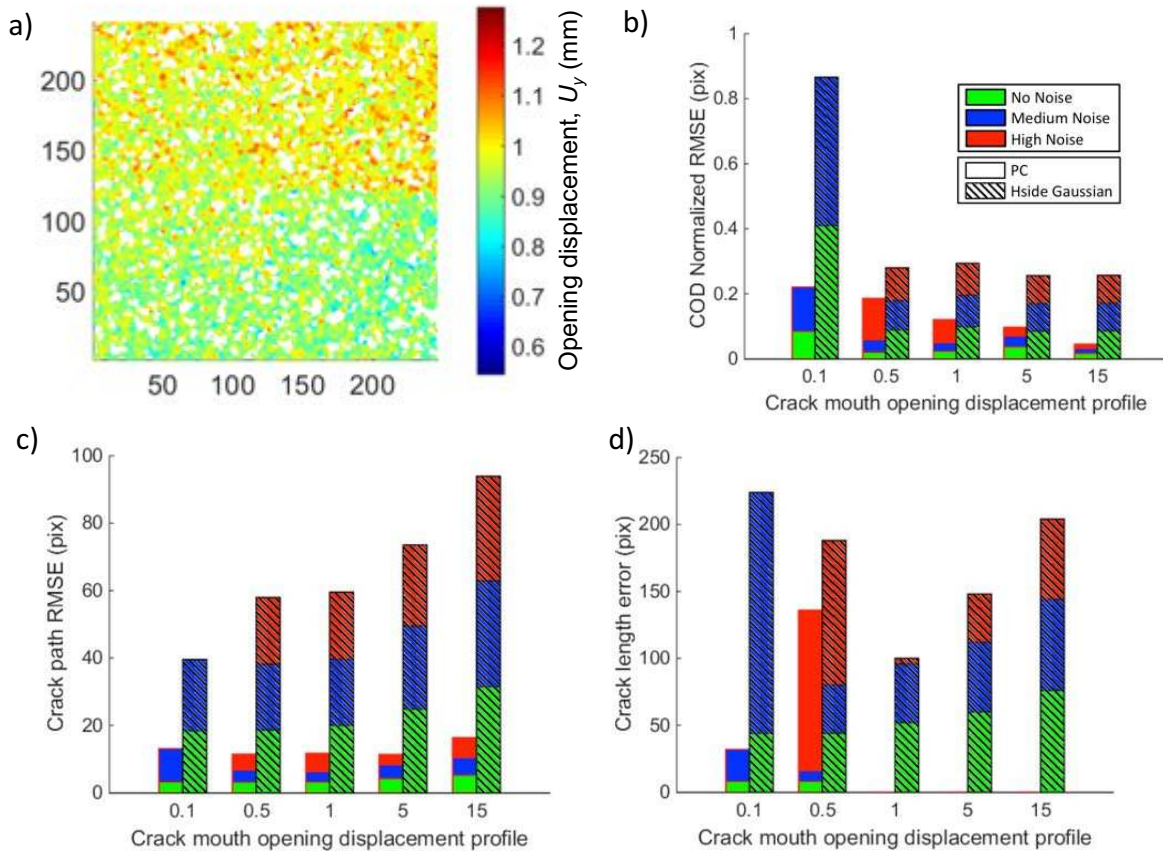 a)
200
150
100
50
50 100 150 200
1.2
1.1
1
0.9
0.8
0.7
0.6
Opening displacement, Uy (mm)
b)
COD Normalized RMSE (pix)
1
0.8
0.6
0.4
0.2
0
No Noise
Medium Noise
High Noise
PC
Hside Gaussian
0.1 0.5 1 5 15
Crack mouth opening displacement profile
c)
Crack path RMSE (pix)
100
80
60
40
20
0
0.1 0.5 1 5 15
Crack mouth opening displacement profile
d)
Crack length error (pix)
250
200
150
100
50
0
0.1 0.5 1 5 15
Crack mouth opening displacement profile